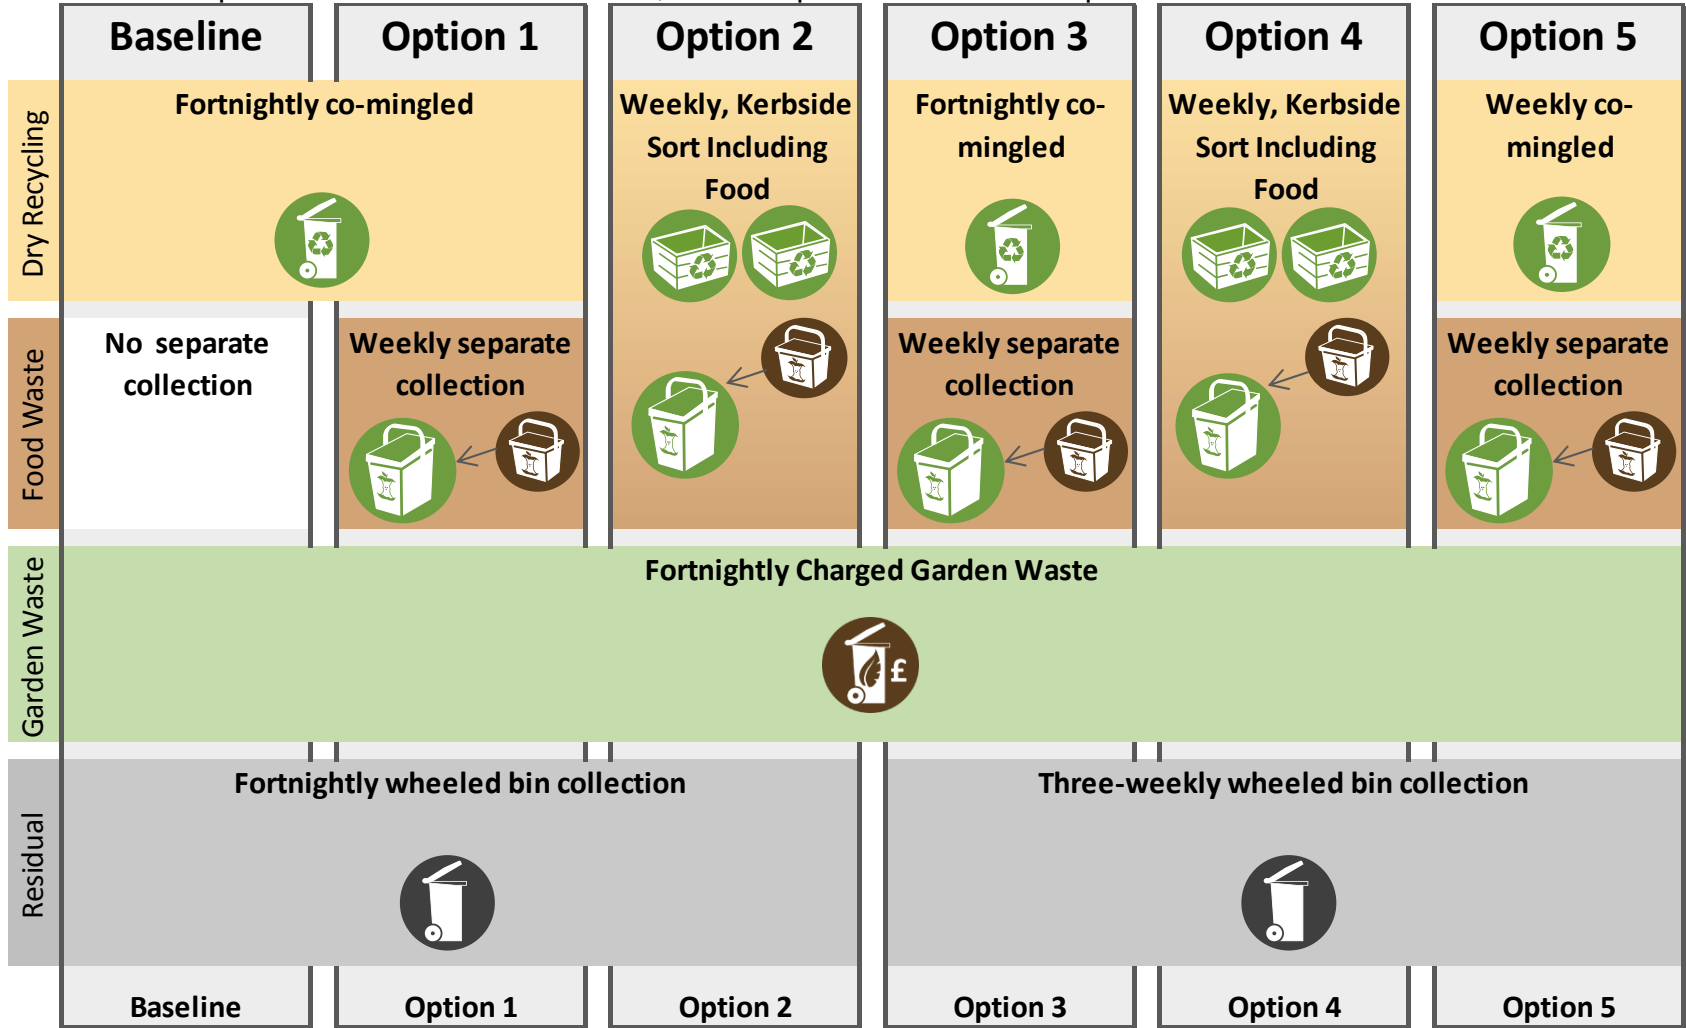 Baseline
Option 1
Option 2
Option 3
Option 4
Option 5
Dry Recycling
Fortnightly co-mingled
Weekly, Kerbside
Sort Including
Food
Fortnightly co-
mingled
Weekly, Kerbside
Sort Including
Food
Weekly co-
mingled
Food Waste
No separate
collection
Weekly separate
collection
Weekly separate
collection
Weekly separate
collection
Garden Waste
Fortnightly Charged Garden Waste
£
Residual
Fortnightly wheeled bin collection
Three-weekly wheeled bin collection
Baseline
Option 1
Option 2
Option 3
Option 4
Option 5